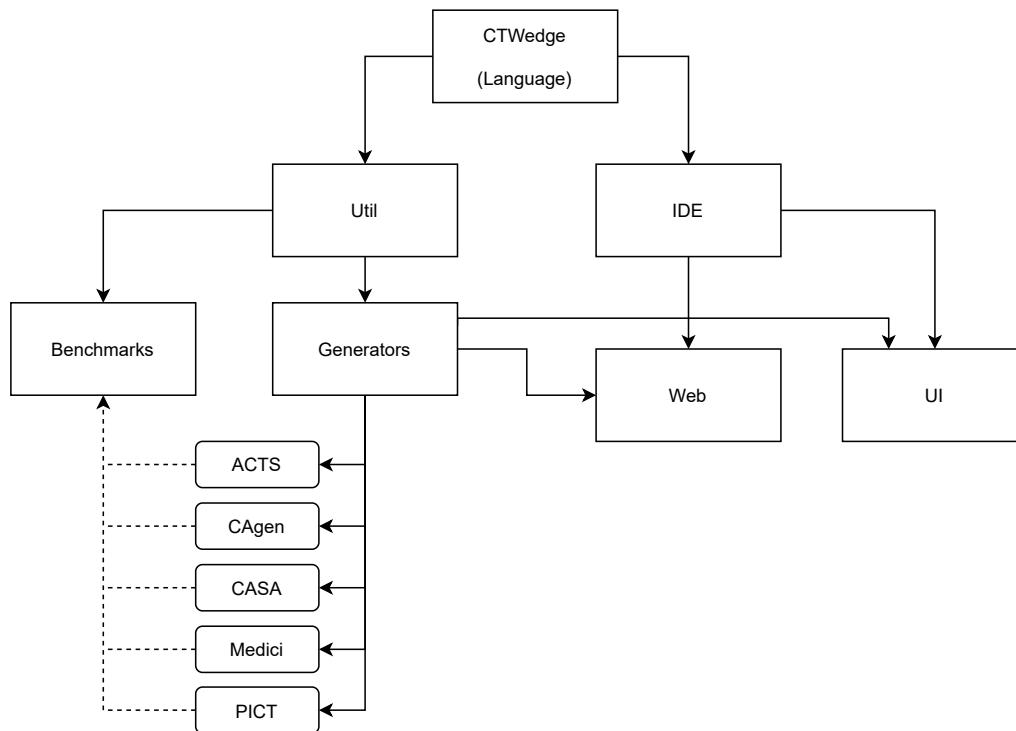 CTWedge
(Language)
Util
IDE
Benchmarks
Generators
Web
UI
ACTS
CAgen
CASA
Medici
PICT